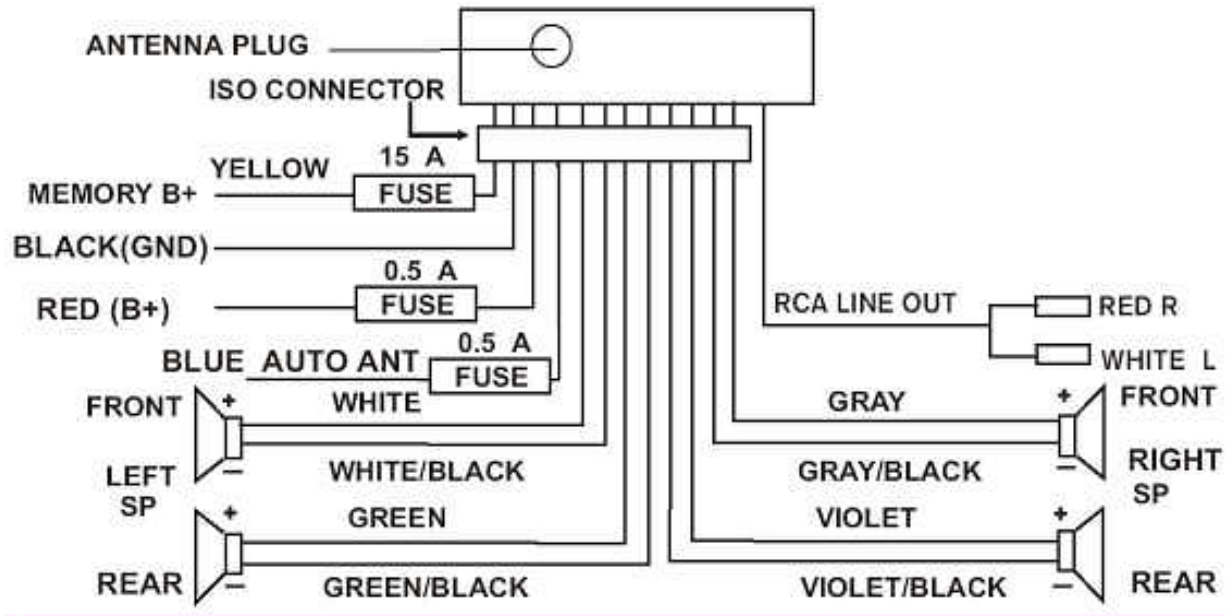 ANTENNA PLUG
ISO CONNECTOR
15 A
YELLOW
FUSE
MEMORY B+
BLACK(GND)
0.5 A
RED (B+)
FUSE
RCA LINE OUT
RED R
0.5 A
BLUE AUTO ANT
FUSE
WHITE L
FRONT
+
WHITE
GRAY
+
FRONT
LEFT
SP
−
WHITE/BLACK
GRAY/BLACK
−
RIGHT
SP
+
GREEN
VIOLET
+
REAR
−
GREEN/BLACK
VIOLET/BLACK
−
REAR